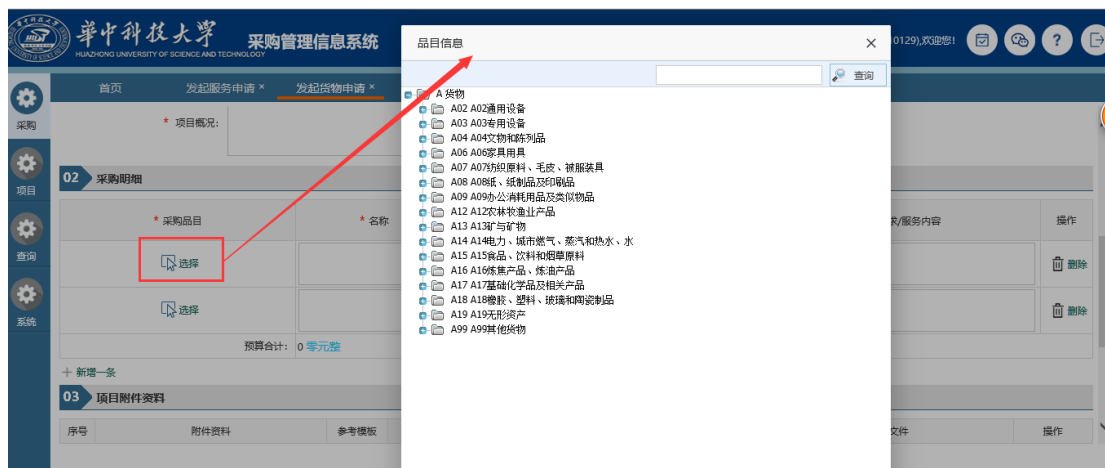 華中科技大学
HUAZHONG UNIVERSITY OF SCIENCE AND TECHNOLOGY
采购管理信息系统
0129),欢迎您!
首页
发起服务申请 ×
发起货物申请 ×
采购
项目
查询
系统
* 项目概况:
02 采购明细
* 采购品目
* 名称
求/服务内容
操作
选择
删除
选择
删除
预算合计: 0 零元整
新增一条
03 项目附件资料
序号
附件资料
参考模板
文件
操作
品目信息
查询
A 货物
A02 A02通用设备
A03 A03专用设备
A04 A04文物和陈列品
A06 A06家具用具
A07 A07纺织原料、毛皮、被服装具
A08 A08纸、纸制品及印刷品
A09 A09办公消耗用品及类似物品
A12 A12农林牧渔业产品
A13 A13矿与矿物
A14 A14电力、城市燃气、蒸汽和热水、水
A15 A15食品、饮料和烟草原料
A16 A16炼焦产品、炼油产品
A17 A17基础化学品及相关产品
A18 A18橡胶、塑料、玻璃和陶瓷制品
A19 A19无形资产
A99 A99其他货物